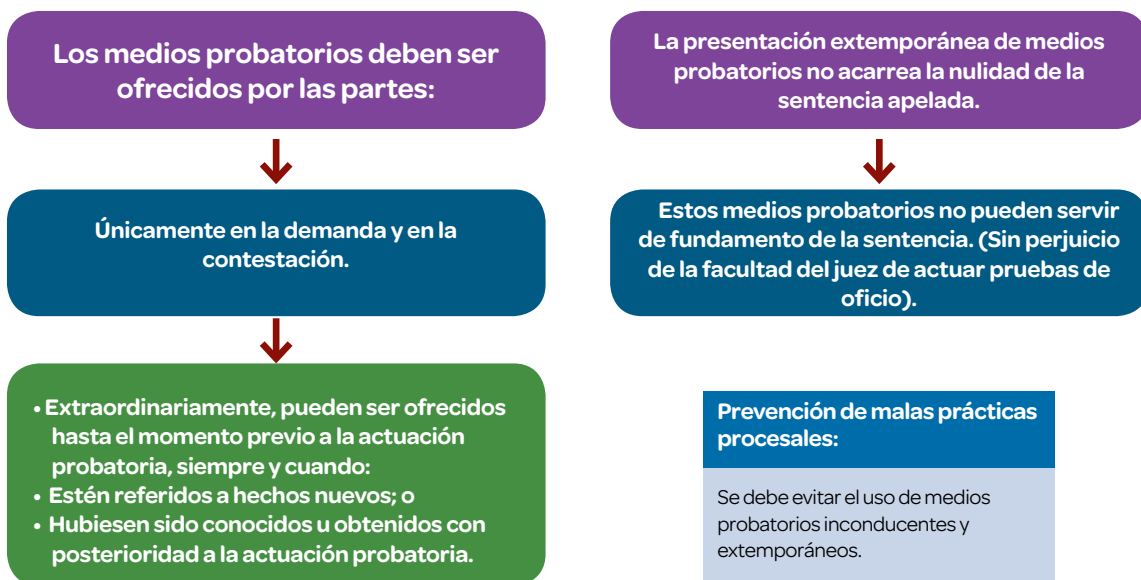 Los medios probatorios deben ser
ofrecidos por las partes:
Únicamente en la demanda y en la
contestación.
• Extraordinariamente, pueden ser ofrecidos
hasta el momento previo a la actuación
probatoria, siempre y cuando:
• Estén referidos a hechos nuevos; o
• Hubiesen sido conocidos u obtenidos con
posterioridad a la actuación probatoria.
La presentación extemporánea de medios
probatorios no acarrea la nulidad de la
sentencia apelada.
Estos medios probatorios no pueden servir
de fundamento de la sentencia. (Sin perjuicio
de la facultad del juez de actuar pruebas de
oficio).
Prevención de malas prácticas
procesales:
Se debe evitar el uso de medios
probatorios inconducentes y
extemporáneos.